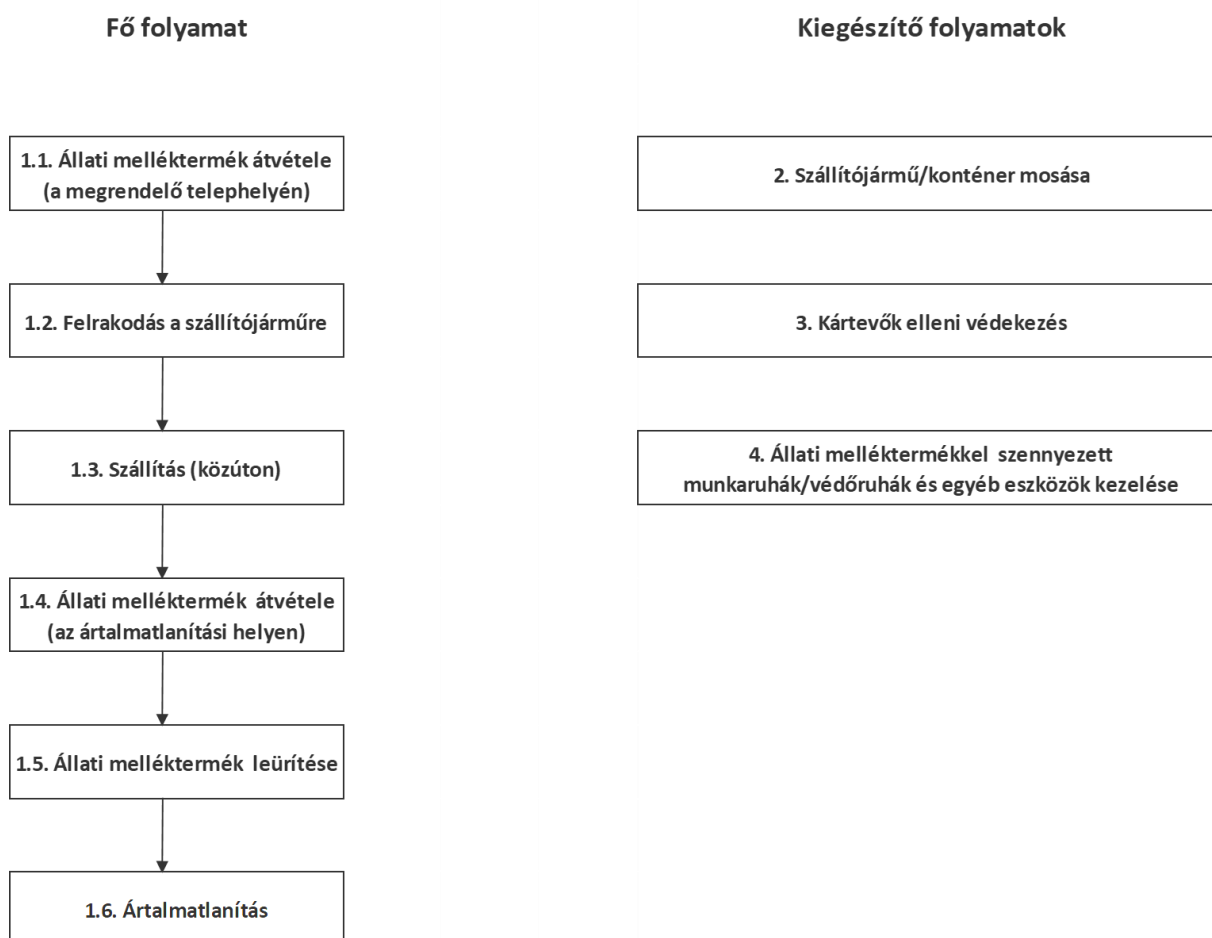 Fő folyamat
Kiegészítő folyamatok
1.1. Állati melléktermék átvétele
(a megrendelő telephelyén)
2. Szállítójármű/konténer mosása
1.2. Felrakodás a szállítójárműre
3. Kártevők elleni védekezés
1.3. Szállítás (közúton)
4. Állati melléktermékkel szennyezett
munkaruhák/védőruhák és egyéb eszközök kezelése
1.4. Állati melléktermék átvétele
(az ártalmatlanítási helyen)
1.5. Állati melléktermék leürítése
1.6. Ártalmatlanítás